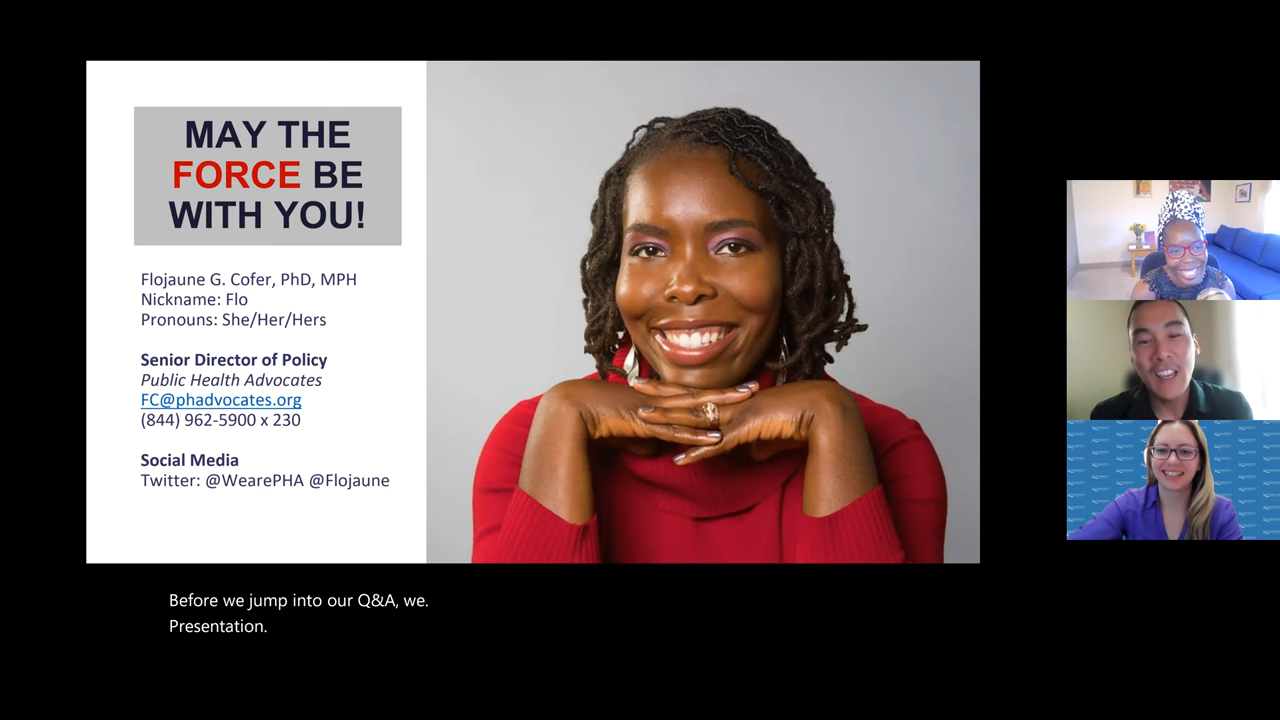 MAY THE
FORCE BE
WITH YOU!
Flojaune G. Cofer, PhD, MPH
Nickname: Flo
Pronouns: She/Her/Hers
Senior Director of Policy
Public Health Advocates
FC@phadvocates.org
(844) 962-5900 x 230
Social Media
Twitter: @WearePHA @Flojaune
Before we jump into our Q&A, we.
Presentation.